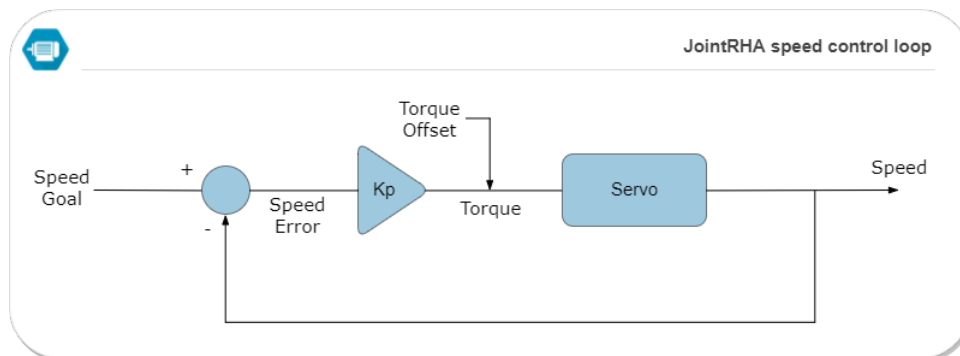 JointRHA speed control loop
Torque
Offset
+
Speed
Goal
Speed
Error
Kp
Torque
Servo
Speed
-